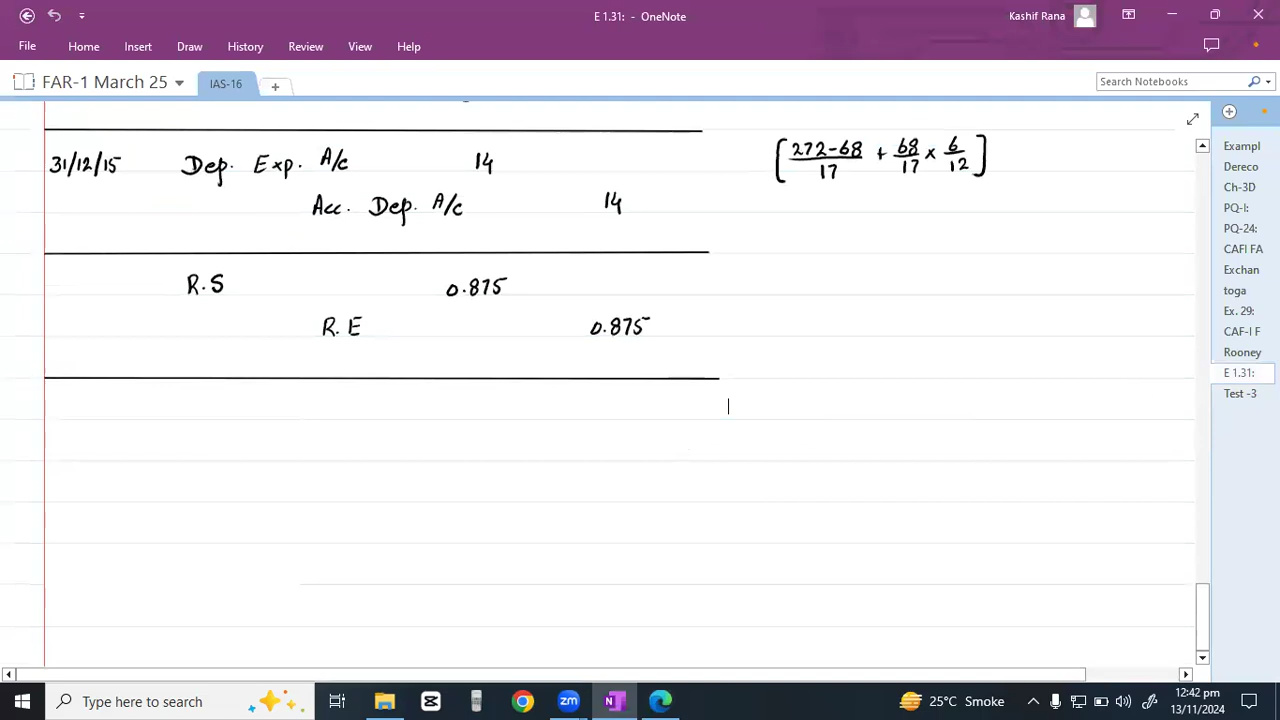 E 1.31: - OneNote
Kashif Rana
File Home Insert Draw History Review View Help
FAR-1 March 25
IAS-16
Search Notebooks
31/12/15 Dep. Exp. A/c 14
[272-68/17 + 68/17 x 6/12]
Acc. Dep. A/c 14
R.S 0.875
R.E 0.875
Exampl
Dereco
Ch-3D
PQ-I:
PQ-24:
CAFI FA
Exchan
toga
Ex. 29:
CAF-I F
Rooney
E 1.31:
Test -3
Type here to search
25°C Smoke
12:42 pm
13/11/2024